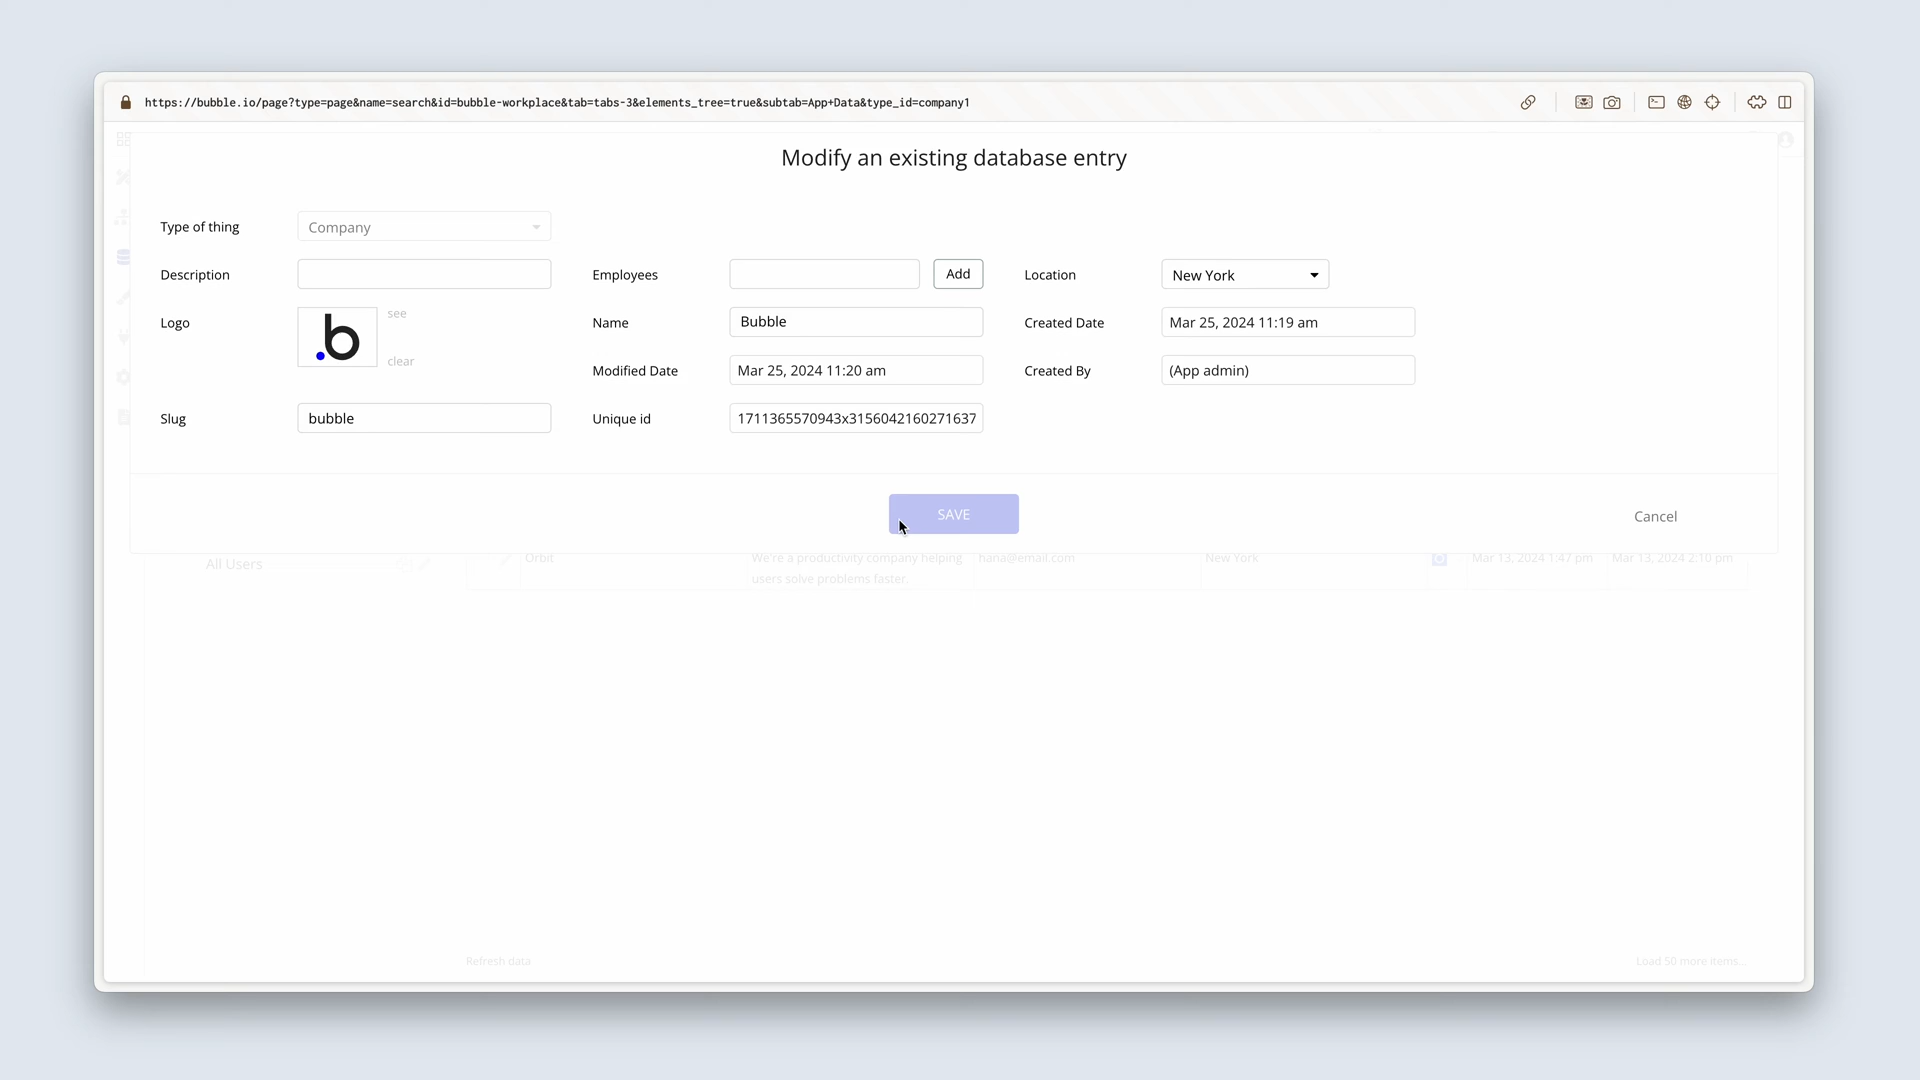 https://bubble.io/page?type=page&name=search&id=bubble-workplace&tab=tabs-3&elements_tree=true&subtab=App+Data&type_id=company1
Modify an existing database entry
Type of thing
Company
Description
Employees
Add
Location
New York
Logo
see
clear
Name
Bubble
Created Date
Mar 25, 2024 11:19 am
Modified Date
Mar 25, 2024 11:20 am
Created By
(App admin)
Slug
bubble
Unique id
1711365570943x3156042160271637
SAVE
Cancel
All Users
Orbit
We're a productivity company helping
users solve problems faster.
hana@email.com
New York
Mar 13, 2024 1:47 pm
Mar 13, 2024 2:10 pm
Refresh data
Load 50 more items...